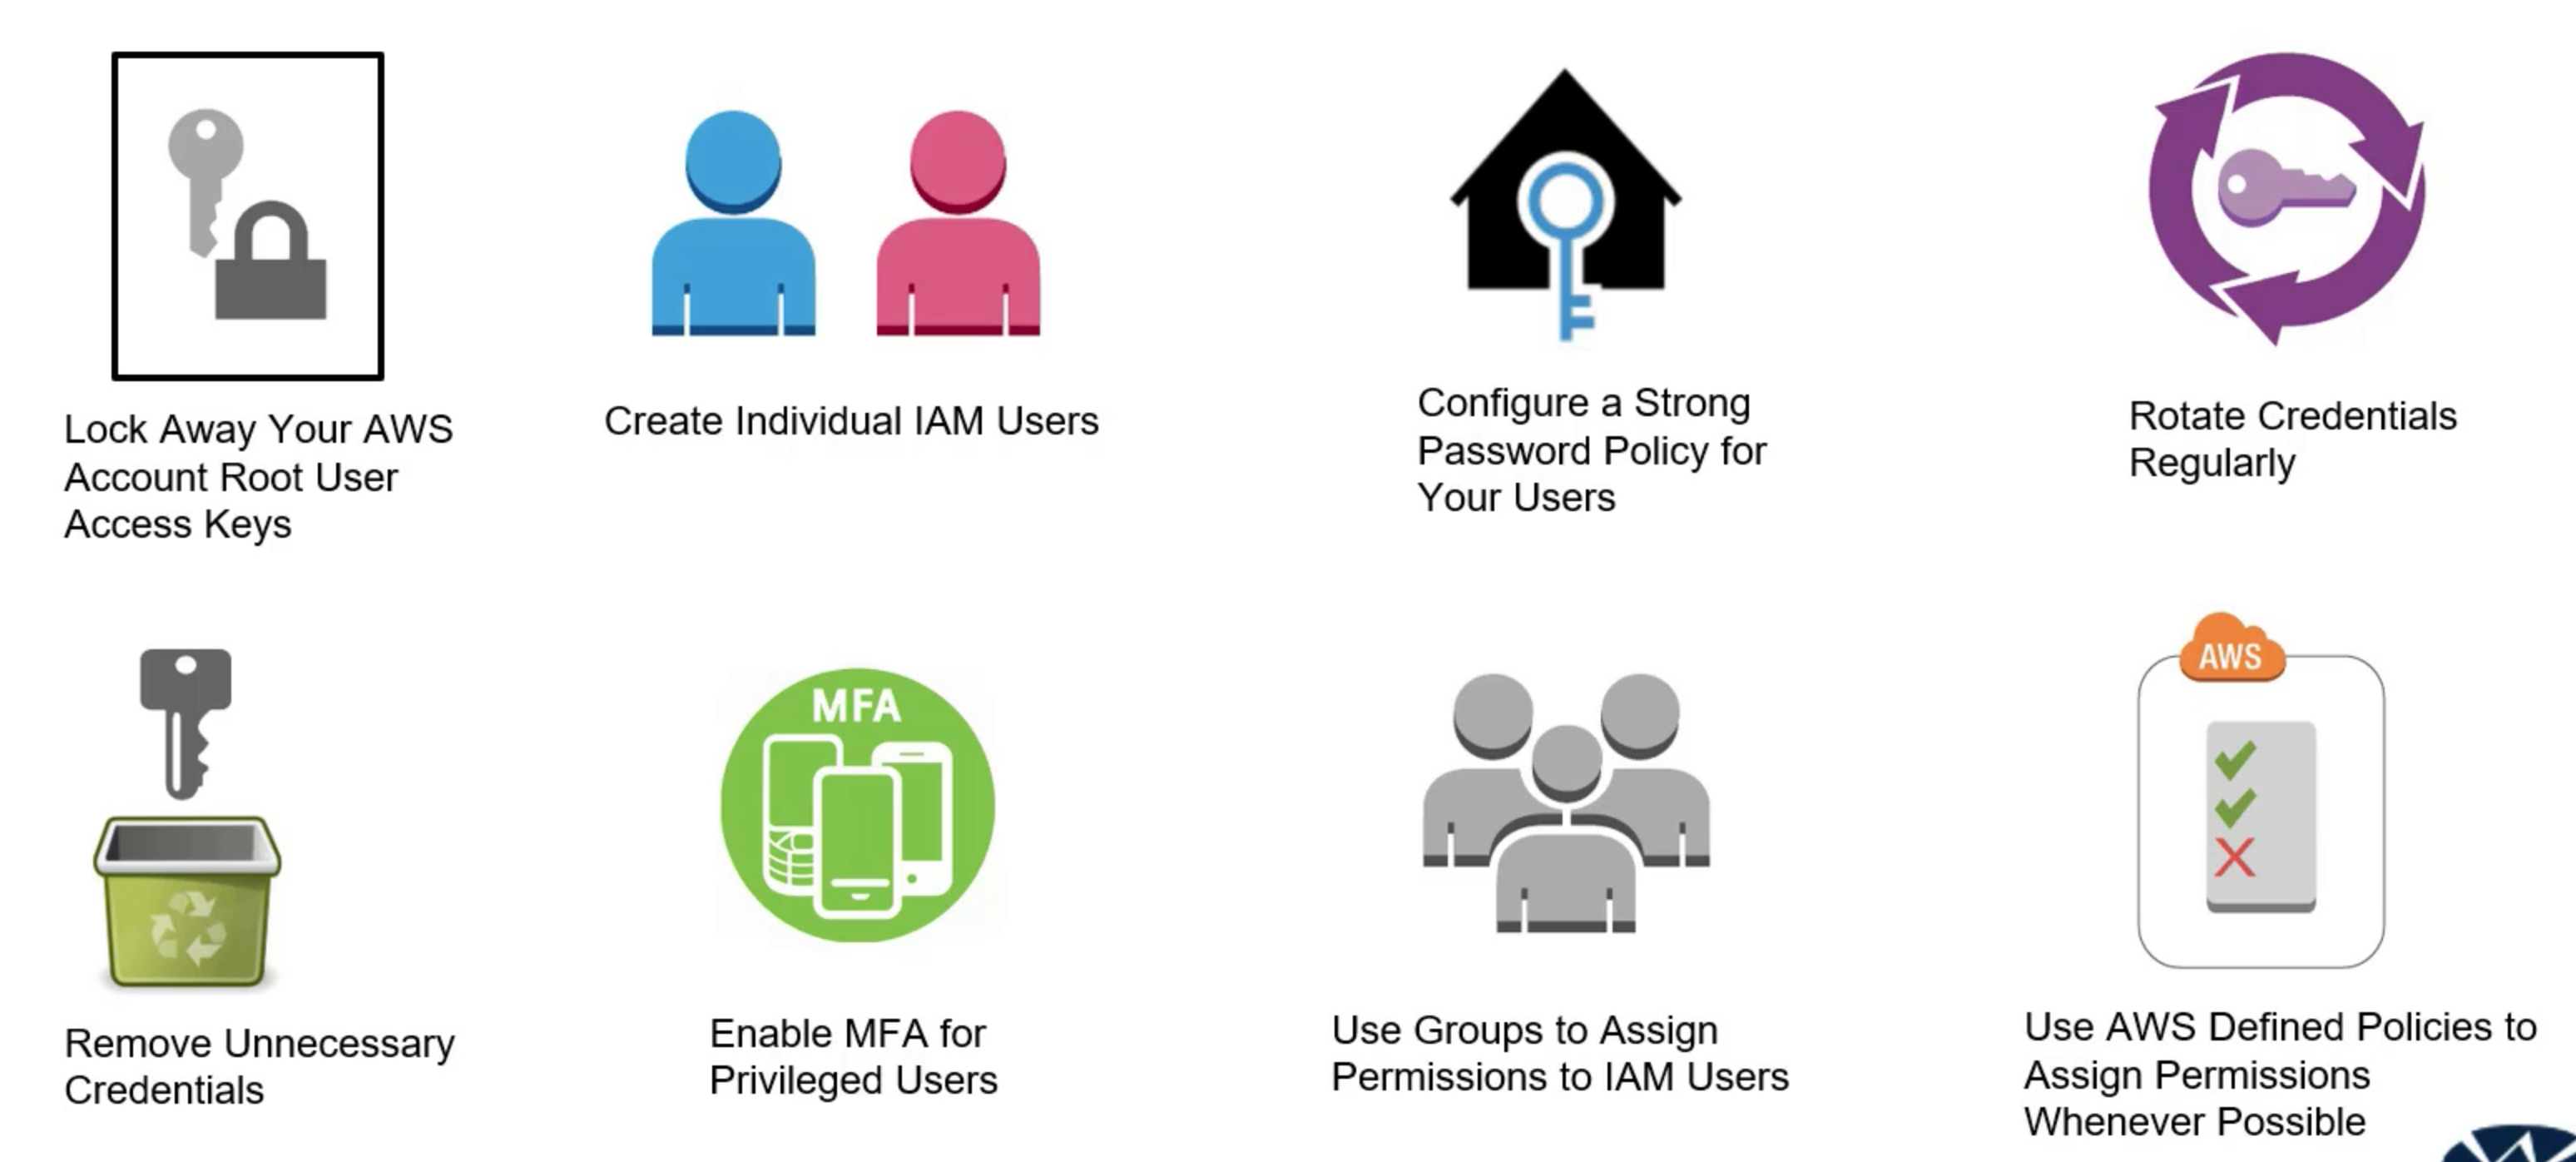 Lock Away Your AWS
Account Root User
Access Keys
Create Individual IAM Users
Configure a Strong
Password Policy for
Your Users
Rotate Credentials
Regularly
MFA
AWS
Remove Unnecessary
Credentials
Enable MFA for
Privileged Users
Use Groups to Assign
Permissions to IAM Users
Use AWS Defined Policies to
Assign Permissions
Whenever Possible